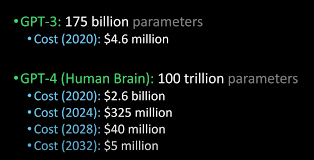 •GPT-3: 175 billion parameters
•Cost (2020): $4.6 million
•GPT-4 (Human Brain): 100 trillion parameters
•Cost (2020): $2.6 billion
•Cost (2024): $325 million
•Cost (2028): $40 million
•Cost (2032): $5 million